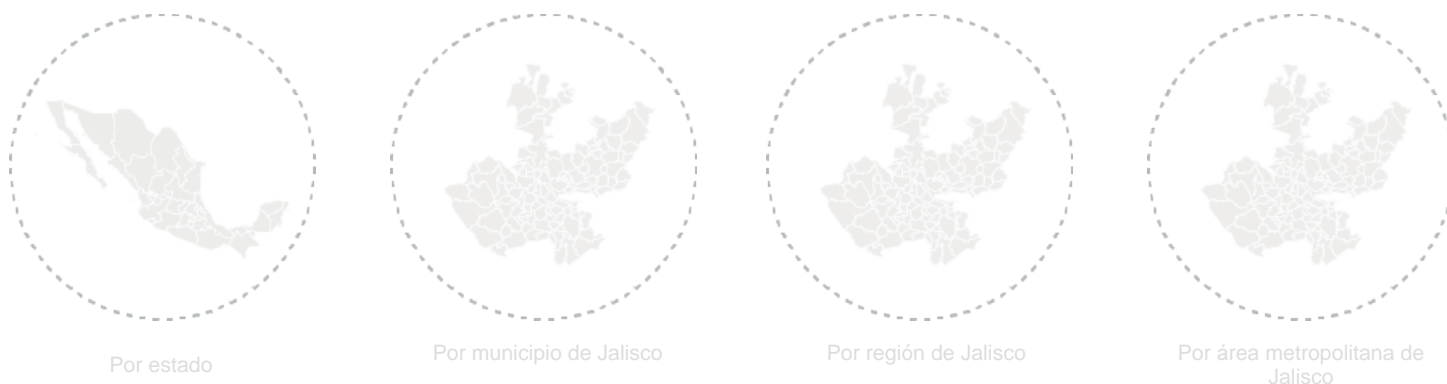 Por estado
Por municipio de Jalisco
Por región de Jalisco
Por área metropolitana de
Jalisco